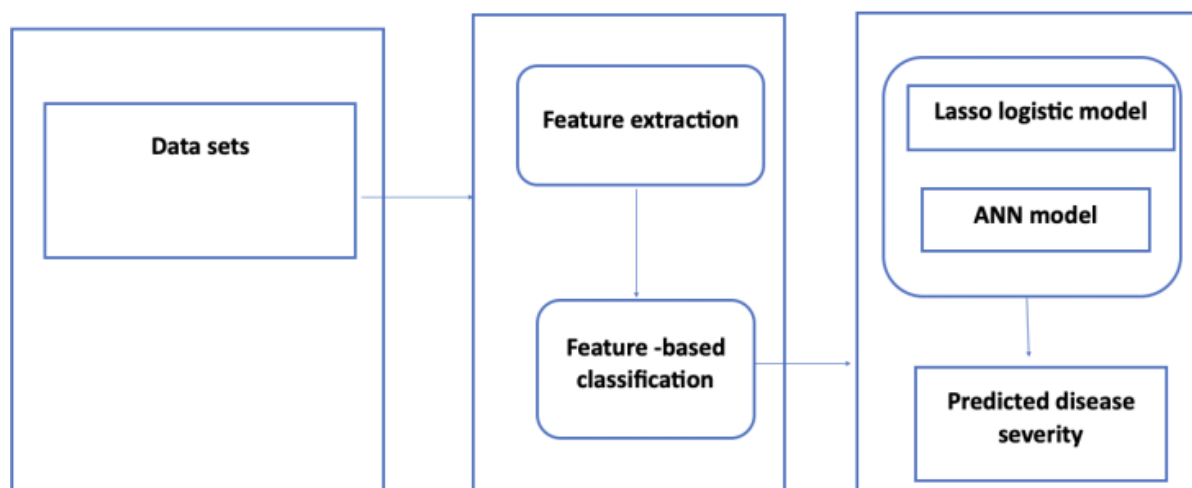 Data sets
Feature extraction
Feature -based
classification
Lasso logistic model
ANN model
Predicted disease
severity